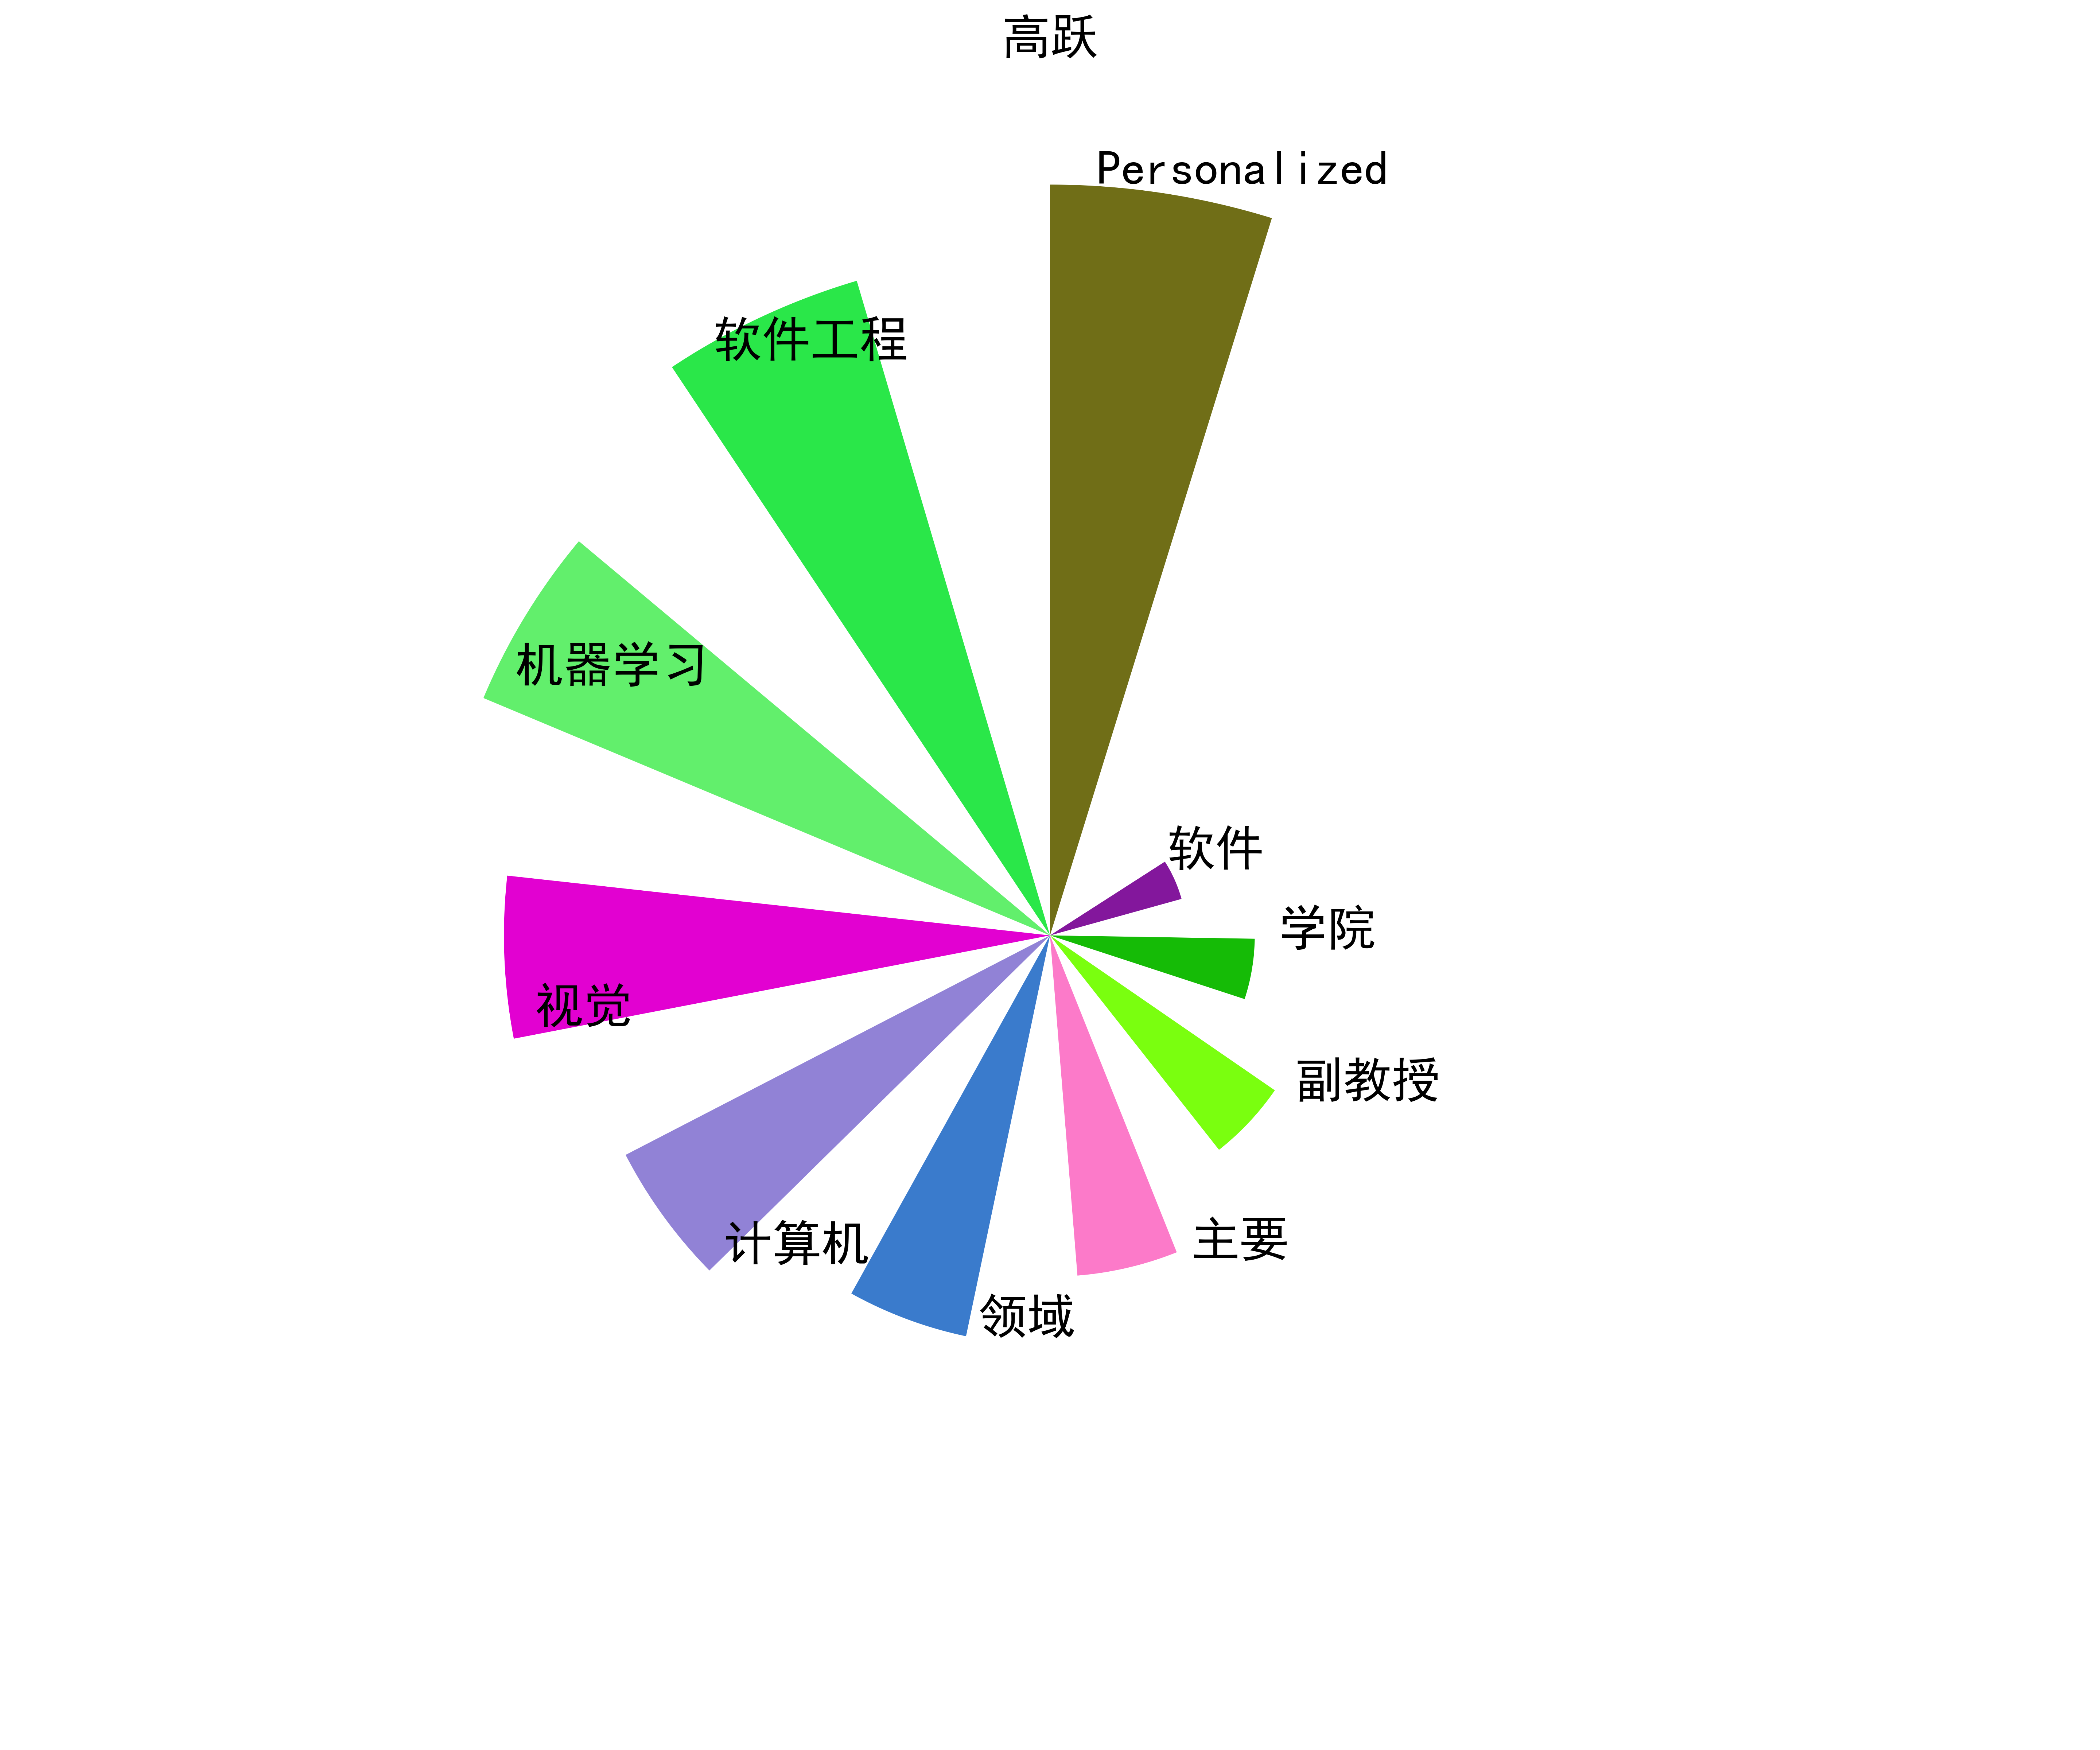 高跃
Personalized
软件工程
机器学习
软件
学院
视觉
副教授
计算机
主要
领域